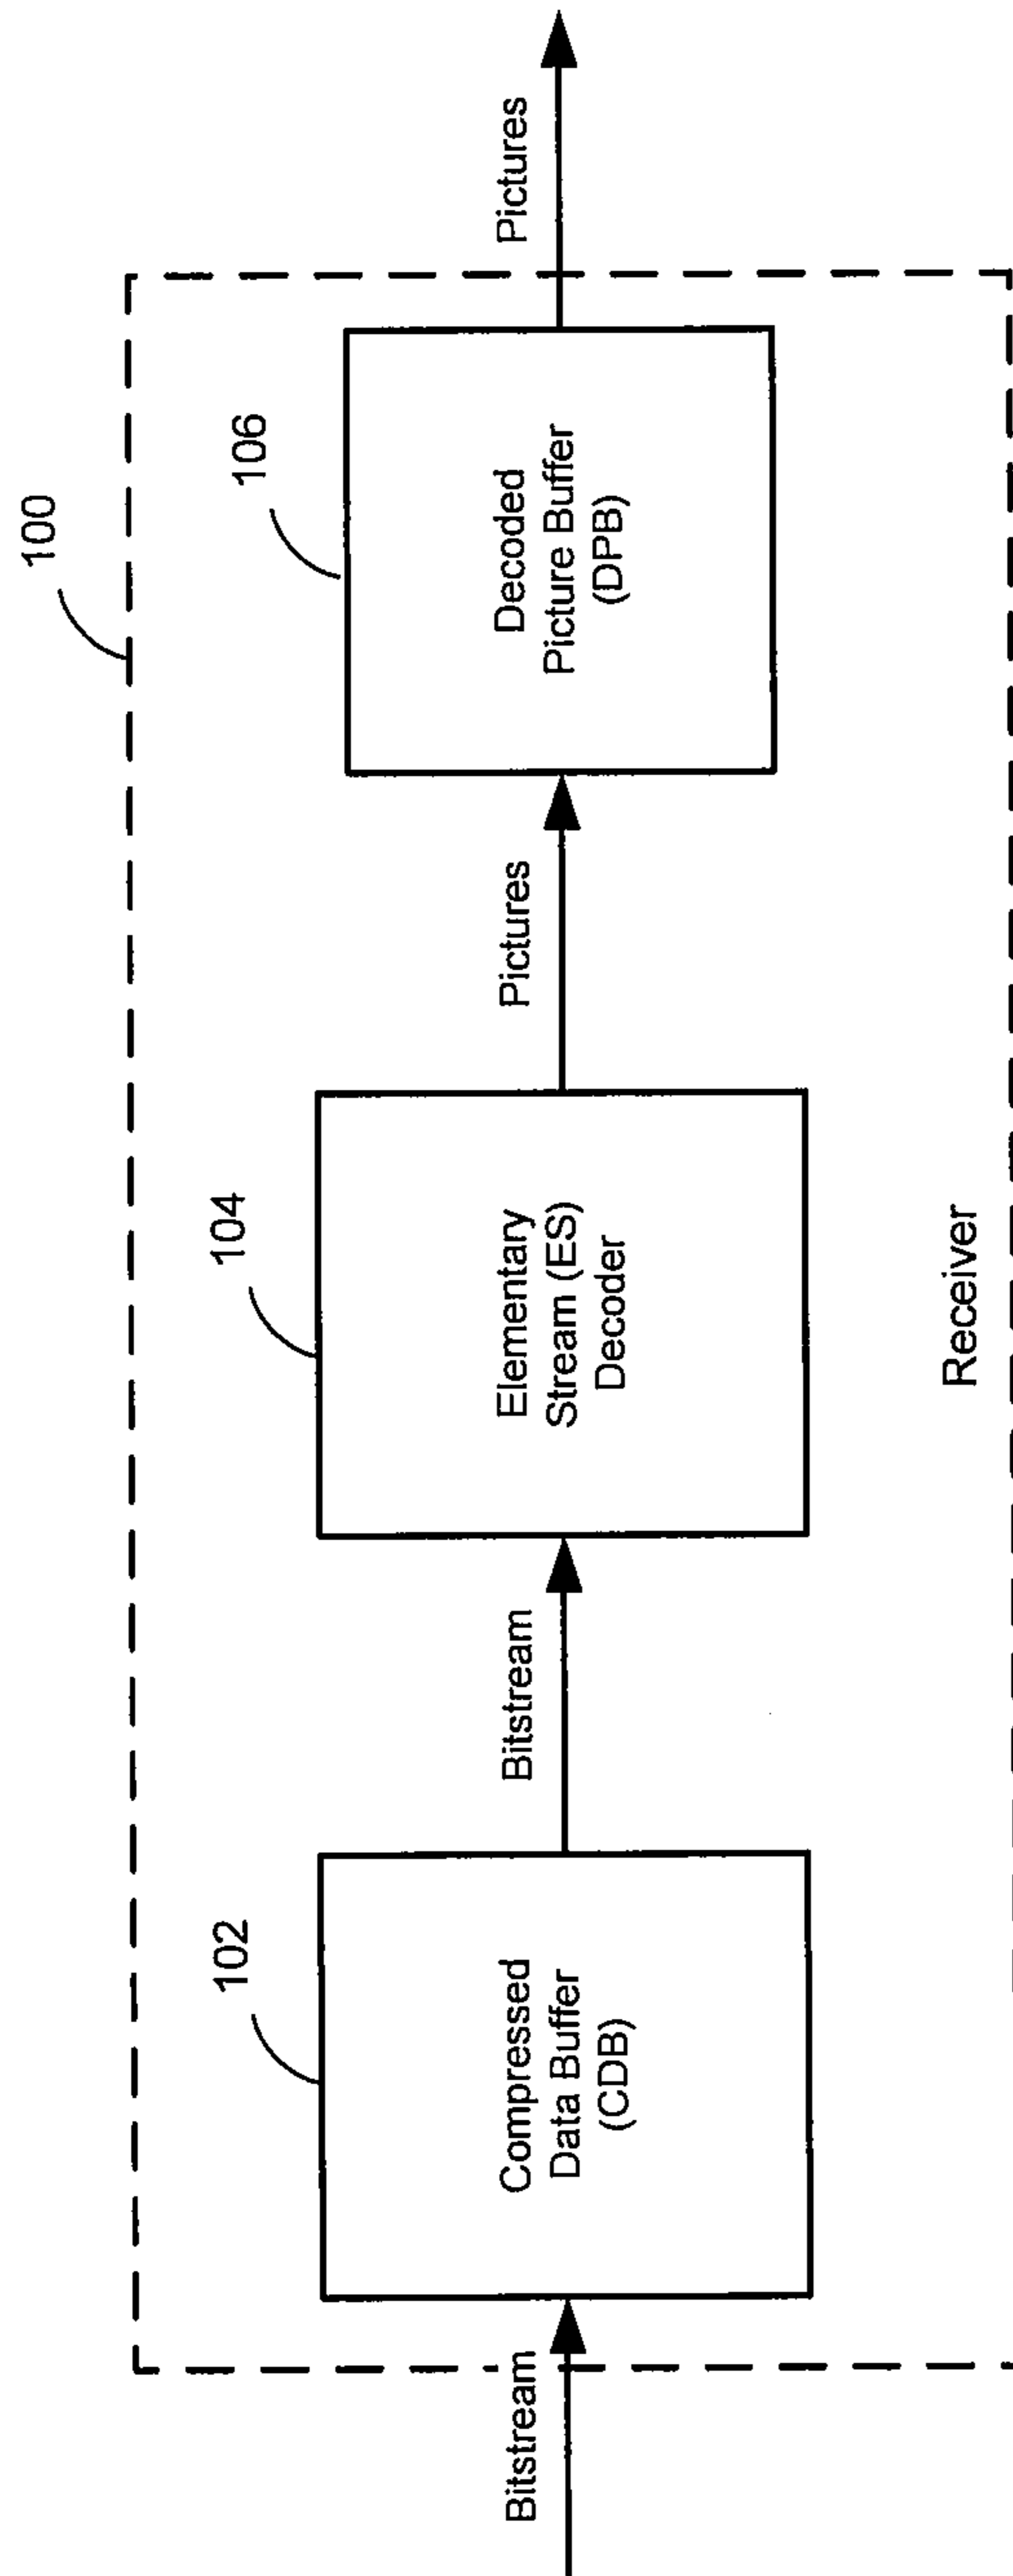 100
Bitstream
102
Compressed
Data Buffer
(CDB)
Bitstream
104
Elementary
Stream (ES)
Decoder
Pictures
106
Decoded
Picture Buffer
(DPB)
Pictures
Receiver